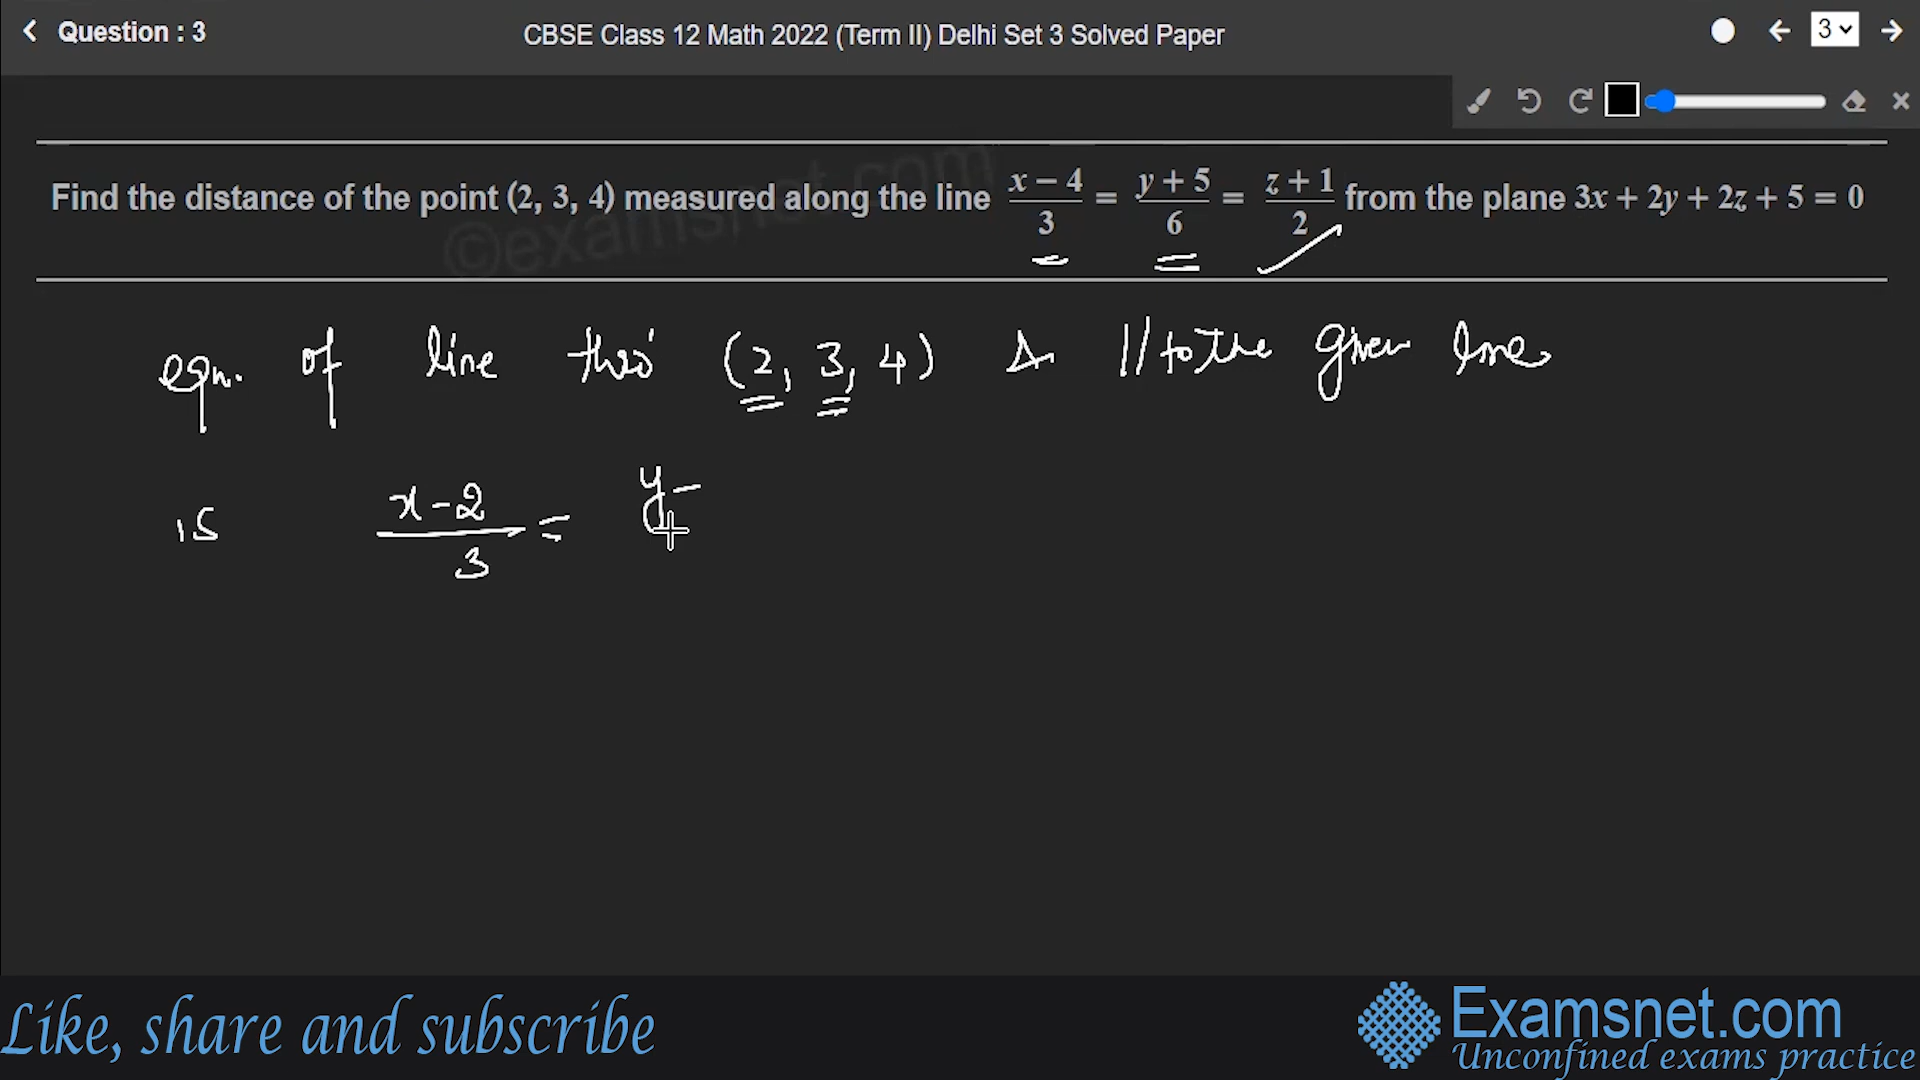 Question : 3
CBSE Class 12 Math 2022 (Term II) Delhi Set 3 Solved Paper
3
Find the distance of the point (2, 3, 4) measured along the line (x − 4)/3 = (y + 5)/6 = (z + 1)/2 from the plane 3x + 2y + 2z + 5 = 0
©examsnet.com
eqn. of line thro' (2, 3, 4) & // to the given line
is (x - 2)/3 = y -
Like, share and subscribe
Examsnet.com
Unconfined exams practice